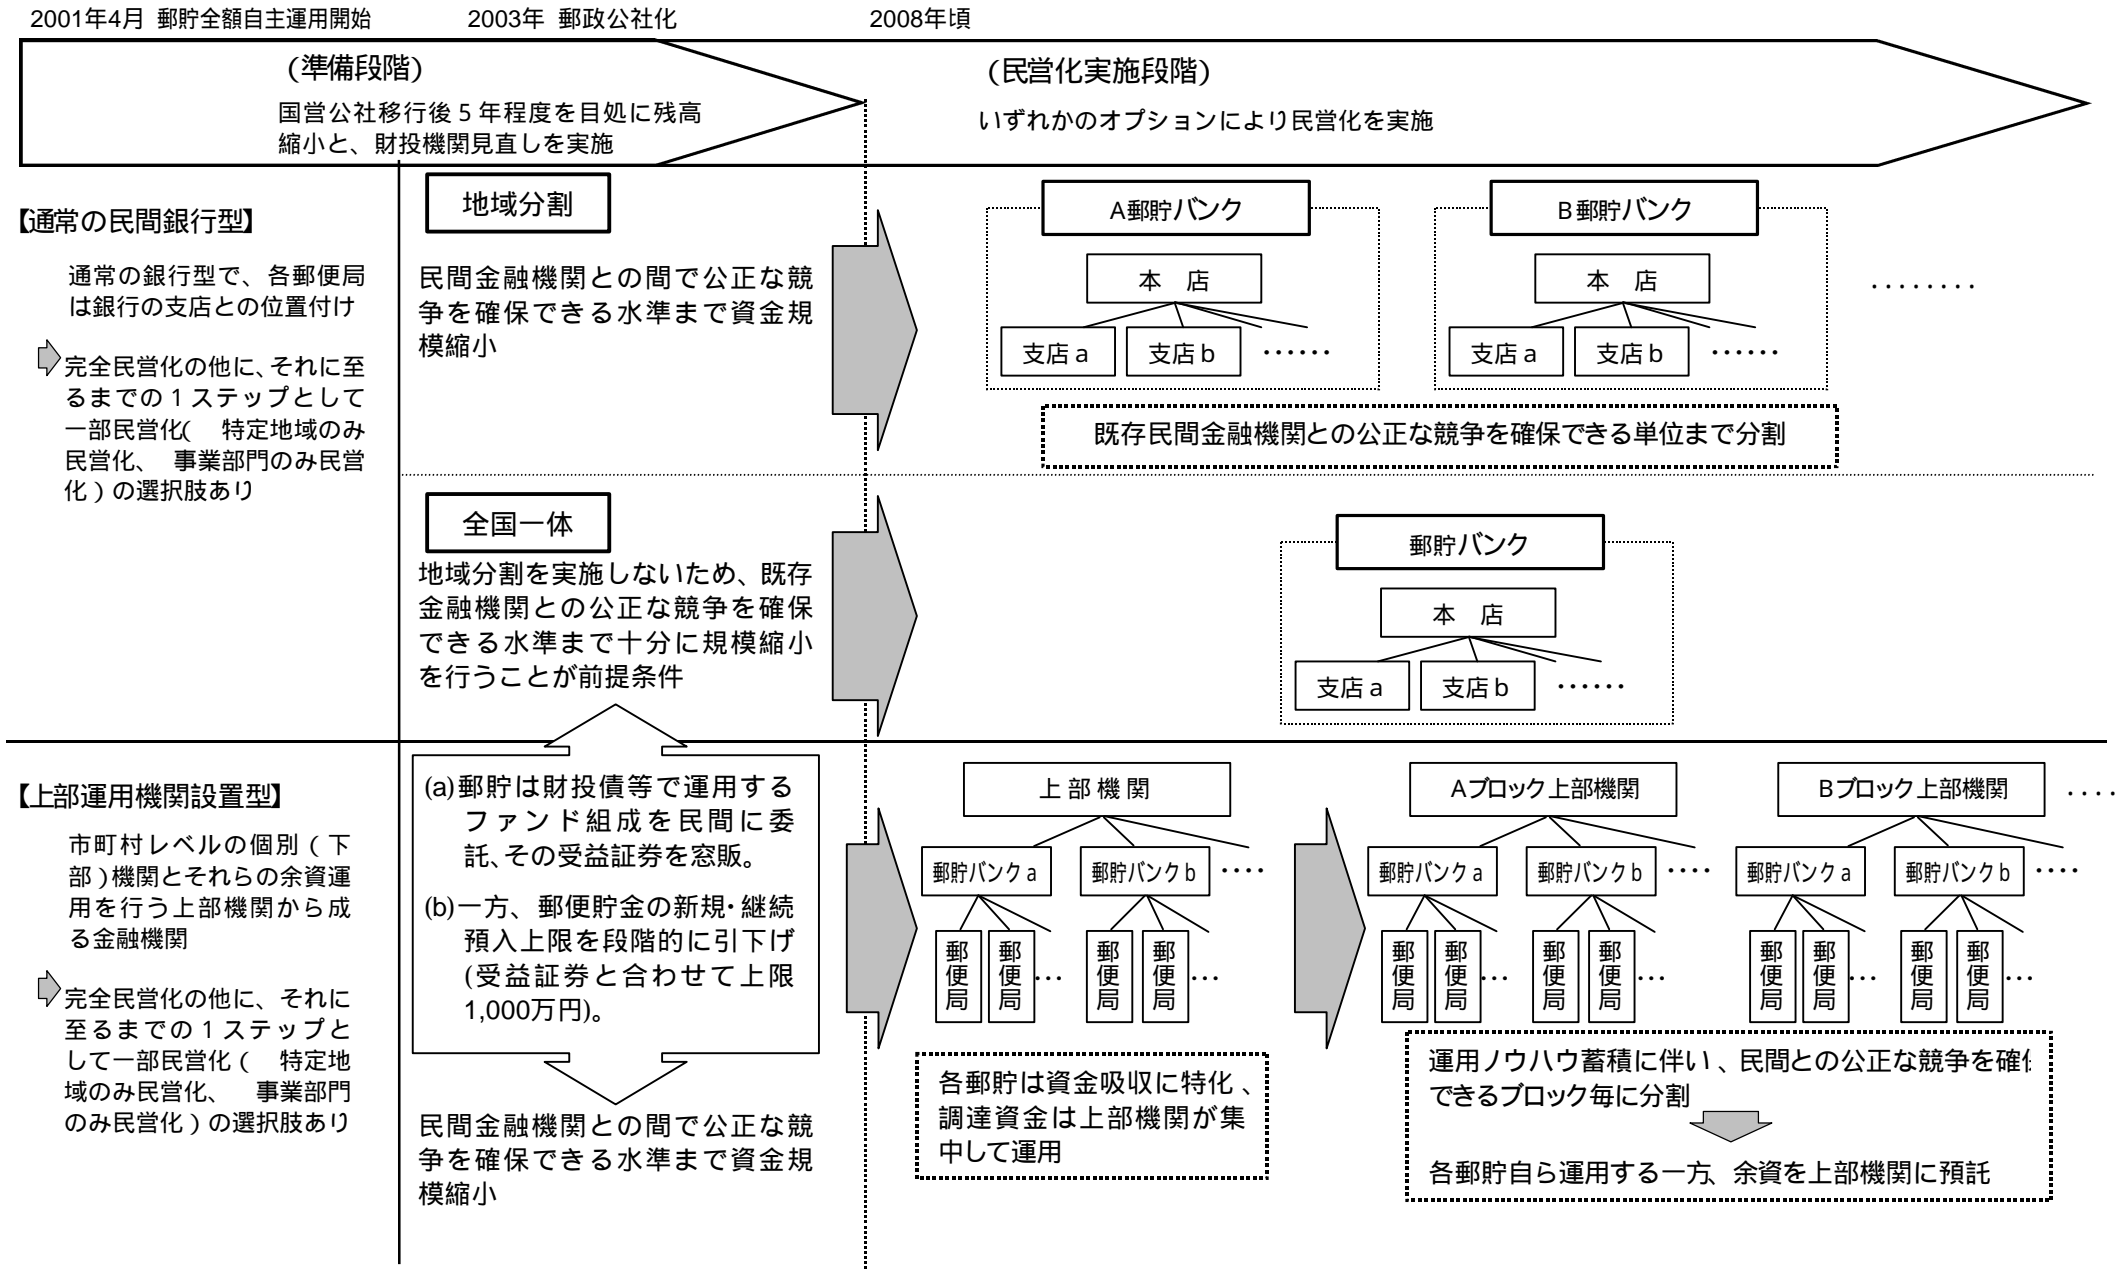 2001年4月 郵貯全額自主運用開始
2003年 郵政公社化
2008年頃
(準備段階)
国営公社移行後５年程度を目処に残高
縮小と、財投機関見直しを実施
(民営化実施段階)
いずれかのオプションにより民営化を実施
【通常の民間銀行型】
通常の銀行型で、各郵便局
は銀行の支店との位置付け
完全民営化の他に、それに至
るまでの１ステップとして
一部民営化(　特定地域のみ
民営化、　事業部門のみ民営
化）の選択肢あり
地域分割
民間金融機関との間で公正な競
争を確保できる水準まで資金規
模縮小
A郵貯バンク
本　店
支店a
支店b
‥‥‥
B郵貯バンク
本　店
支店a
支店b
‥‥‥
‥‥‥‥
既存民間金融機関との公正な競争を確保できる単位まで分割
全国一体
地域分割を実施しないため、既存
金融機関との公正な競争を確保
できる水準まで十分に規模縮小
を行うことが前提条件
郵貯バンク
本　店
支店a
支店b
‥‥‥
【上部運用機関設置型】
市町村レベルの個別（下
部）機関とそれらの余資運
用を行う上部機関から成
る金融機関
完全民営化の他に、それに
至るまでの１ステップと
して一部民営化（　特定地
域のみ民営化、　事業部門
のみ民営化）の選択肢あり
(a)郵貯は財投債等で運用する
ファンド組成を民間に委
託、その受益証券を窓販。
(b)一方、郵便貯金の新規・継続
預入上限を段階的に引下げ
(受益証券と合わせて上限
1,000万円)。
民間金融機関との間で公正な競
争を確保できる水準まで資金規
模縮小
上部機関
郵貯バンクa
郵貯バンクb
‥‥
郵便局
郵便局
…
郵便局
郵便局
…
各郵貯は資金吸収に特化、
調達資金は上部機関が集
中して運用
Aブロック上部機関
郵貯バンクa
郵貯バンクb
‥‥
郵便局
郵便局
…
郵便局
郵便局
…
Bブロック上部機関
‥‥
郵貯バンクa
郵貯バンクb
‥‥
郵便局
郵便局
…
郵便局
郵便局
…
運用ノウハウ蓄積に伴い、民間との公正な競争を確
できるブロック毎に分割
各郵貯自ら運用する一方、余資を上部機関に預託